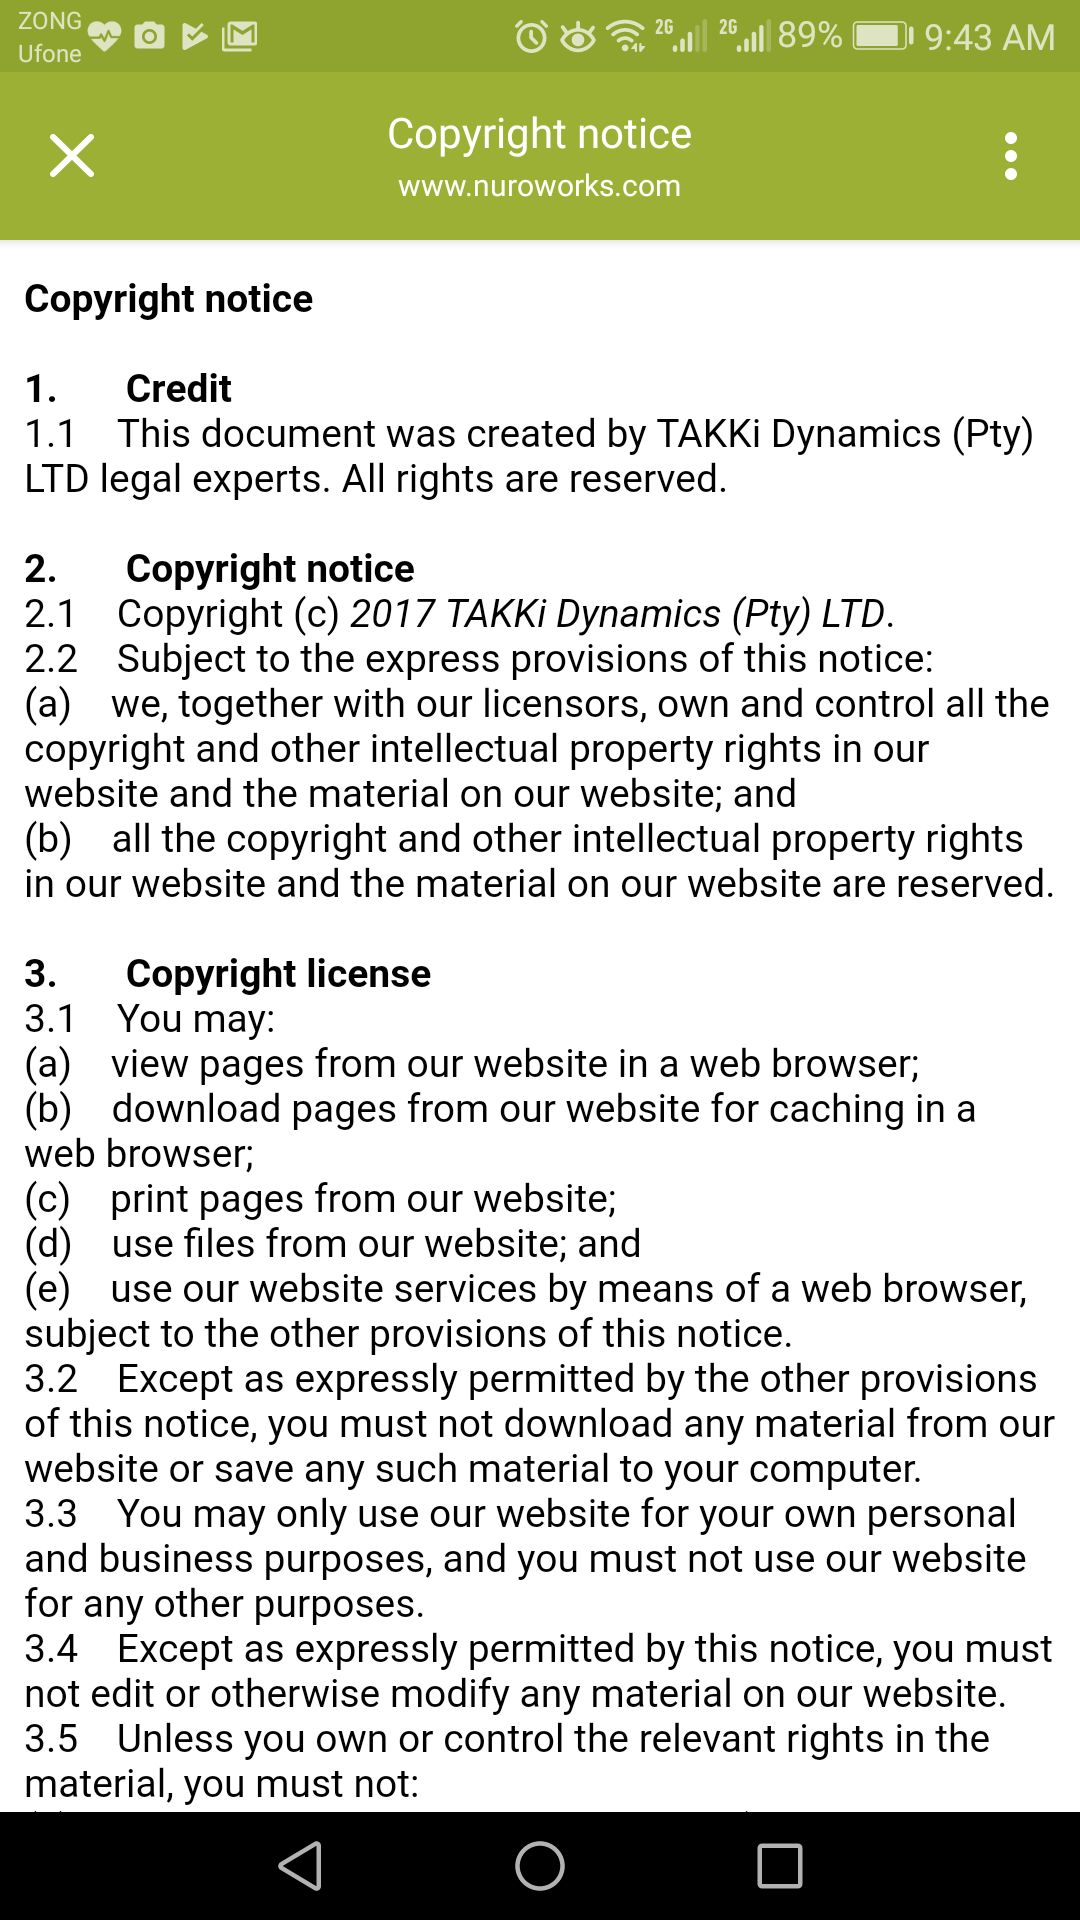 ZONG
Ufone
2G
2G
89%
9:43 AM
Copyright notice
www.nuroworks.com
Copyright notice
1. Credit
1.1 This document was created by TAKKi Dynamics (Pty)
LTD legal experts. All rights are reserved.
2. Copyright notice
2.1 Copyright (c) 2017 TAKKi Dynamics (Pty) LTD.
2.2 Subject to the express provisions of this notice:
(a) we, together with our licensors, own and control all the
copyright and other intellectual property rights in our
website and the material on our website; and
(b) all the copyright and other intellectual property rights
in our website and the material on our website are reserved.
3. Copyright license
3.1 You may:
(a) view pages from our website in a web browser;
(b) download pages from our website for caching in a
web browser;
(c) print pages from our website;
(d) use files from our website; and
(e) use our website services by means of a web browser,
subject to the other provisions of this notice.
3.2 Except as expressly permitted by the other provisions
of this notice, you must not download any material from our
website or save any such material to your computer.
3.3 You may only use our website for your own personal
and business purposes, and you must not use our website
for any other purposes.
3.4 Except as expressly permitted by this notice, you must
not edit or otherwise modify any material on our website.
3.5 Unless you own or control the relevant rights in the
material, you must not: